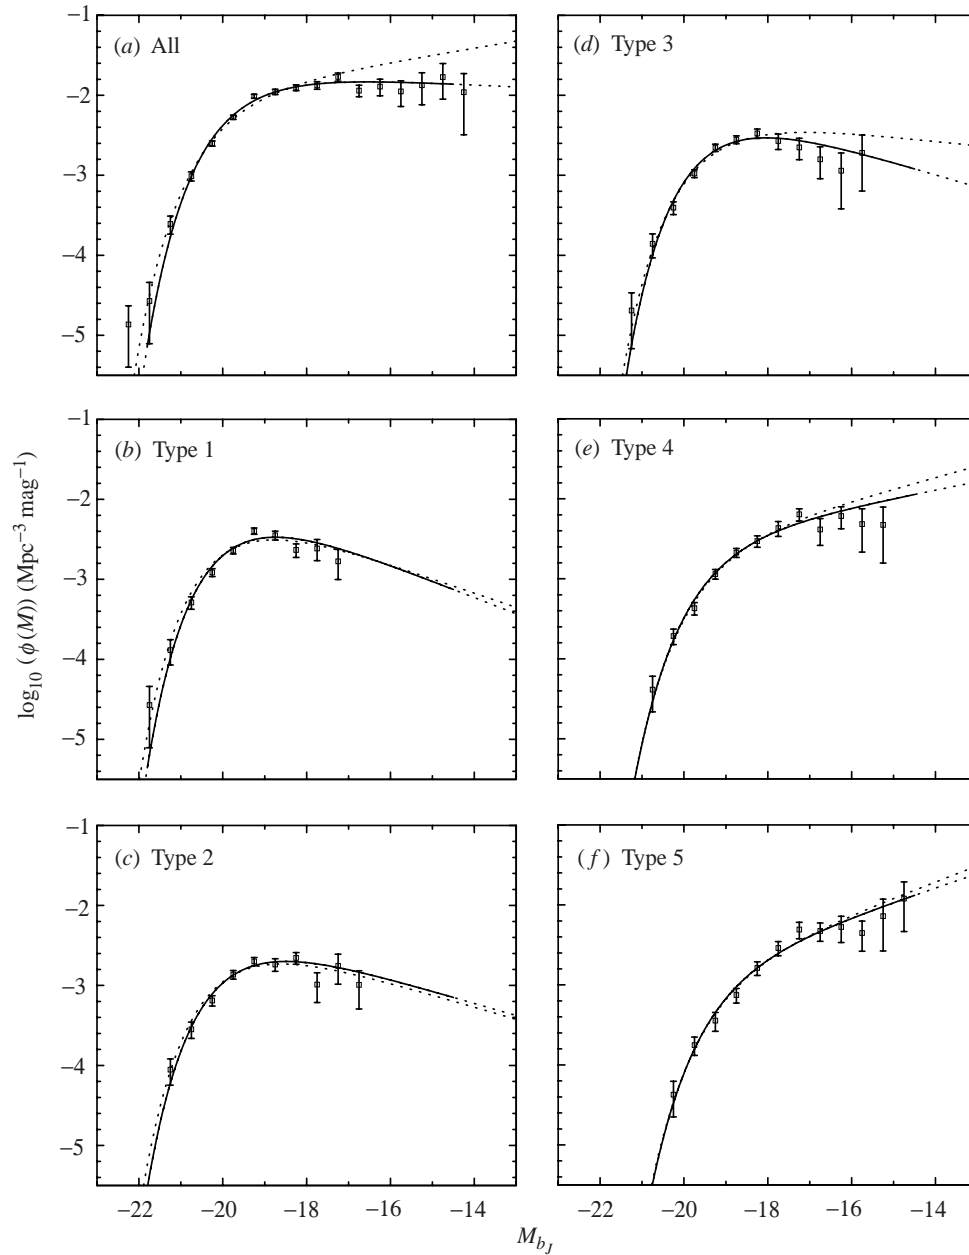 −1
−2
−3
−4
−5
(a) All
(d) Type 3
−1
−2
−3
−4
−5
(b) Type 1
(e) Type 4
log10 (ϕ(M)) (Mpc−3 mag−1)
−1
−2
−3
−4
−5
(c) Type 2
(f) Type 5
−22 −20 −18 −16 −14
−22 −20 −18 −16 −14
MbJ